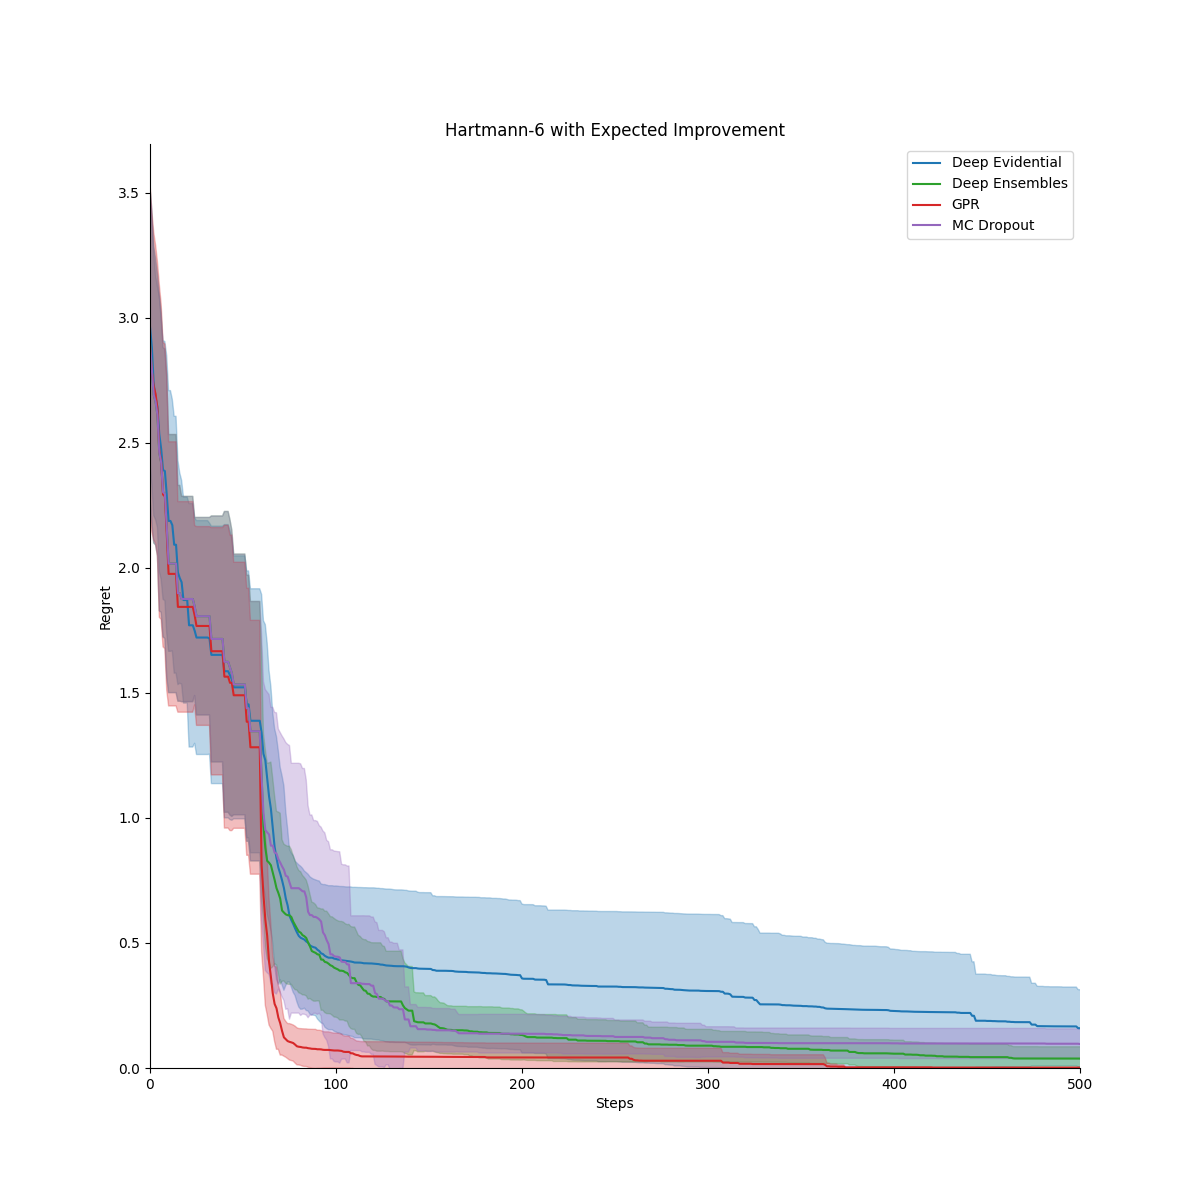 Hartmann-6 with Expected Improvement
Deep Evidential
Deep Ensembles
GPR
MC Dropout
3.5
3.0
2.5
2.0
1.5
1.0
0.5
0.0
Regret
0 100 200 300 400 500
Steps